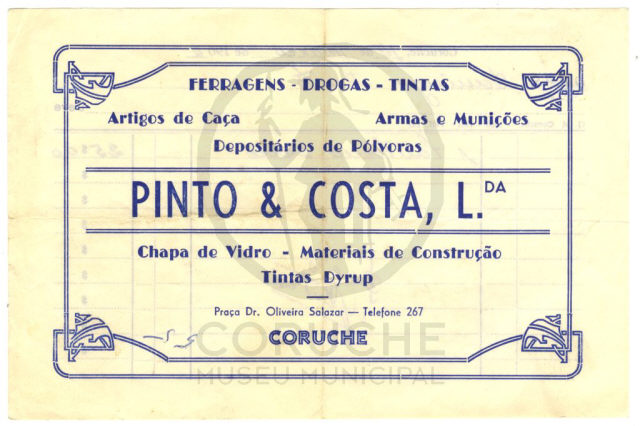 FERRAGENS - DROGAS - TINTAS
Artigos de Caça Armas e Munições
Depositários de Pólvoras
PINTO & COSTA, L.DA
Chapa de Vidro - Materiais de Construção
Tintas Dyrup
Praça Dr. Oliveira Salazar — Telefone 267
CORUCHE
CORUCHE
MUSEU MUNICIPAL